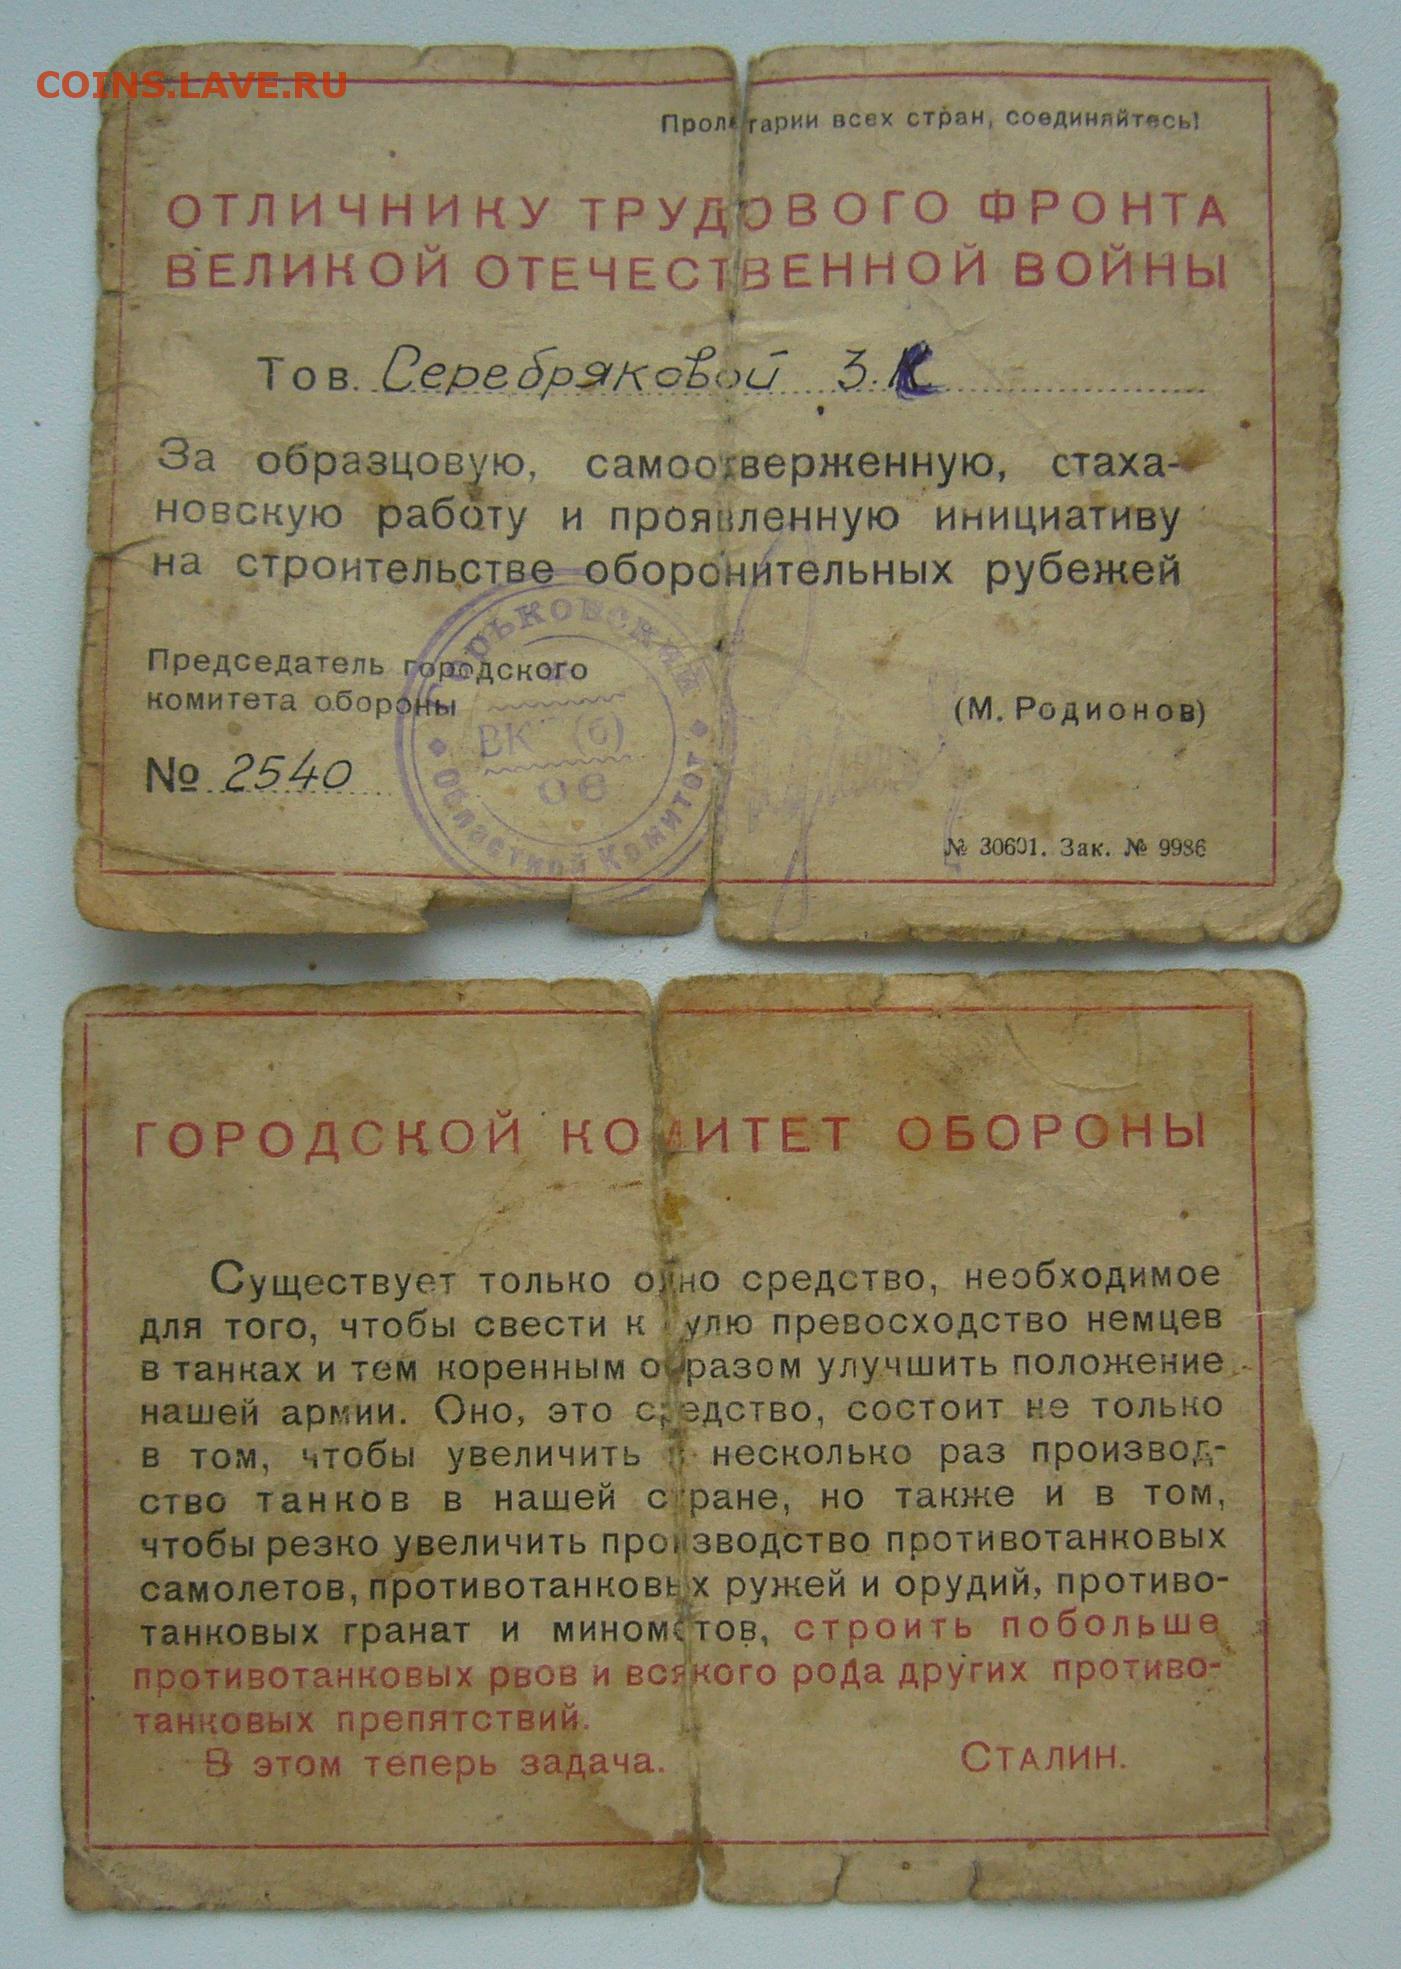 COINS.LAVE.RU
Пролетарии всех стран, соединяйтесь!
ОТЛИЧНИКУ ТРУДОВОГО ФРОНТА
ВЕЛИКОЙ ОТЕЧЕСТВЕННОЙ ВОЙНЫ
Тов. Серебряковой З.К
За образцовую, самоотверженную, стаха-
новскую работу и проявленную инициативу
на строительстве оборонительных рубежей
Председатель городского
комитета обороны
(М. Родионов)
№ 2540
Горьковский
Областной Комитет
ВК (б)
№ 30601. Зак. № 9986
ГОРОДСКОЙ КОМИТЕТ ОБОРОНЫ
Существует только одно средство, необходимое
для того, чтобы свести к нулю превосходство немцев
в танках и тем коренным образом улучшить положение
нашей армии. Оно, это средство, состоит не только
в том, чтобы увеличить в несколько раз производ-
ство танков в нашей стране, но также и в том,
чтобы резко увеличить производство противотанковых
самолетов, противотанковых ружей и орудий, противо-
танковых гранат и минометов, строить побольше
противотанковых рвов и всякого рода других противо-
танковых препятствий.
В этом теперь задача. СТАЛИН.